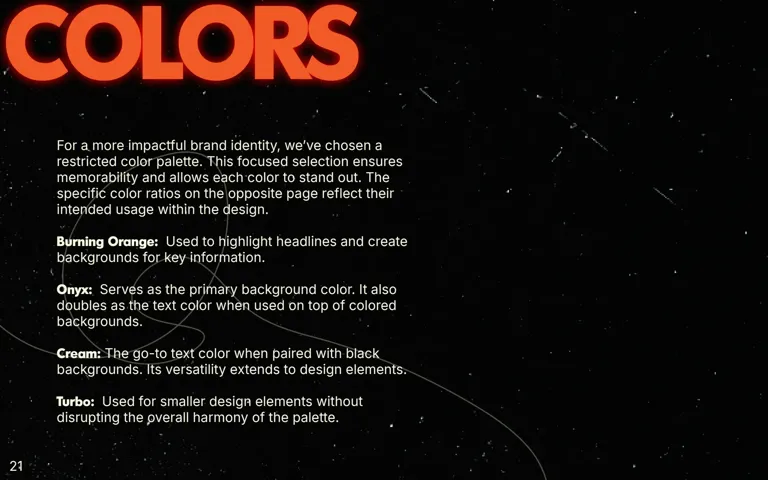 COLORS
For a more impactful brand identity, we’ve chosen a
restricted color palette. This focused selection ensures
memorability and allows each color to stand out. The
specific color ratios on the opposite page reflect their
intended usage within the design.
Burning Orange: Used to highlight headlines and create
backgrounds for key information.
Onyx: Serves as the primary background color. It also
doubles as the text color when used on top of colored
backgrounds.
Cream: The go-to text color when paired with black
backgrounds. Its versatility extends to design elements.
Turbo: Used for smaller design elements without
disrupting the overall harmony of the palette.
21